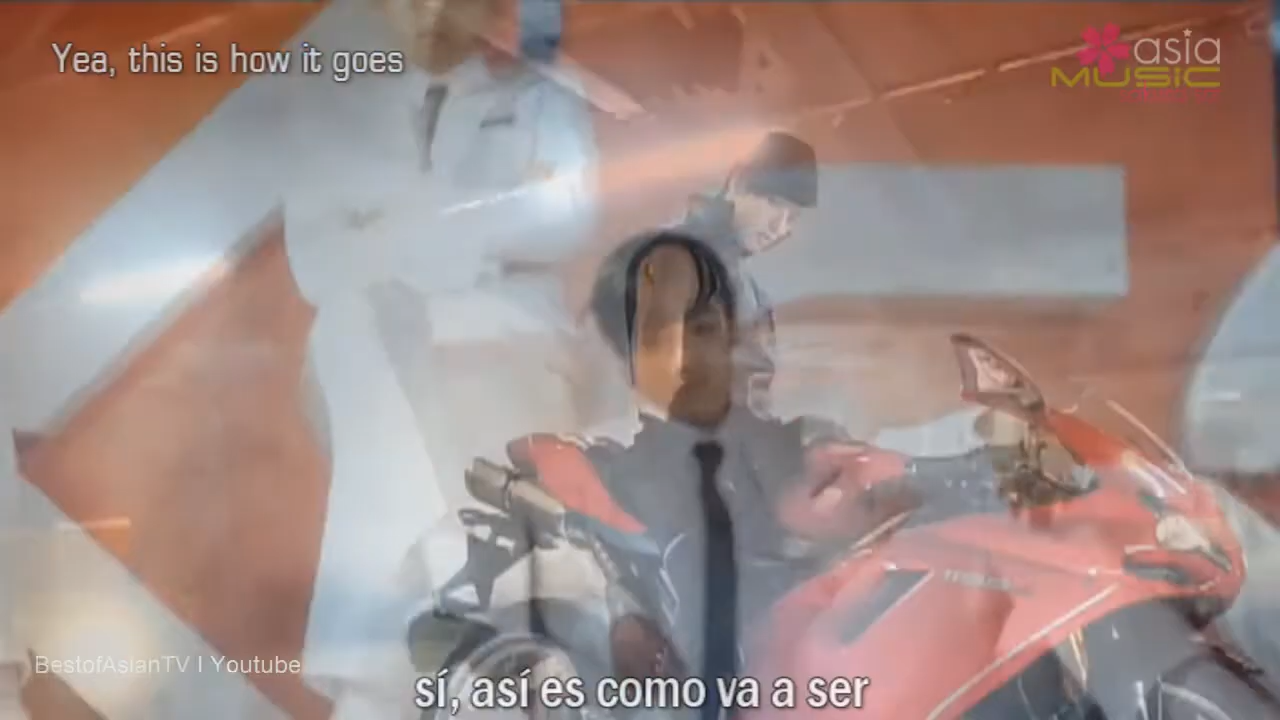 Yea, this is how it goes
asia
MUSIC
BestofAsianTV | Youtube
sí, así es como va a ser